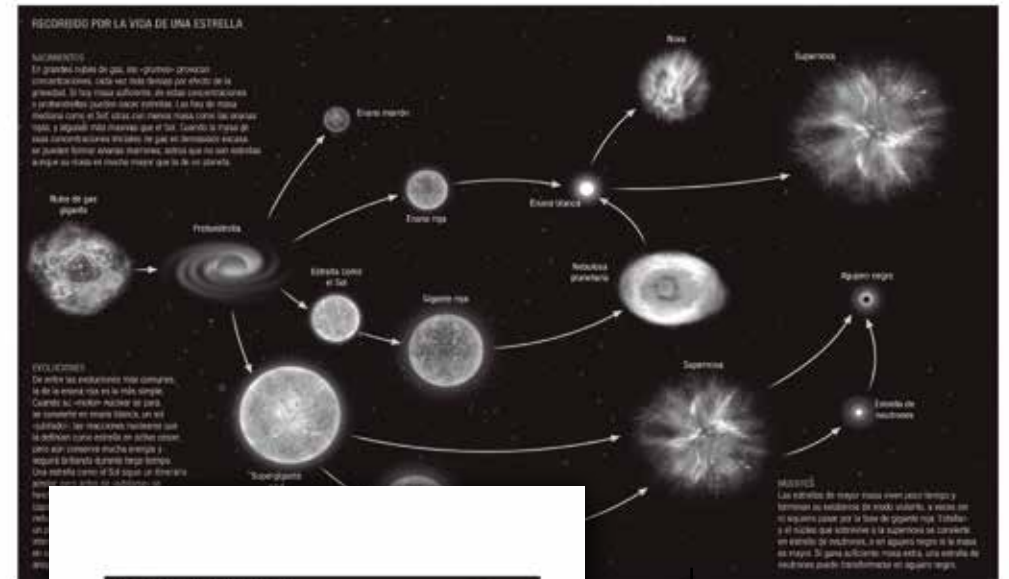 RECORRIDO POR LA VIDA DE UNA ESTRELLA
NACIMIENTOS
En grandes nubes de gas, los «grumos» provocan
concentraciones, cada vez más densas por efecto de la
gravedad. Si hay masa suficiente, de estas concentraciones
o protoestrellas pueden nacer estrellas. Las hay de masa
mediana como el Sol, otras con menos masa como las enanas
rojas, y algunas más masivas que el Sol. Cuando la masa de
esas concentraciones iniciales de gas es demasiado escasa,
se pueden formar enanas marrones, astros que no son estrellas
aunque su masa es mucho mayor que la de un planeta.
Nube de gas
gigante
Protoestrella
Enana marrón
Enana roja
Estrella como
el Sol
Gigante roja
Enana blanca
Nova
Supernova
Nebulosa
planetaria
Agujero negro
Supernova
Estrella de
neutrones
Supergigante
EVOLUCIONES
De entre las evoluciones más comunes,
la de la enana roja es la más simple.
Cuando su «motor» nuclear se para,
se convierte en enana blanca, un sol
«jubilado»: las reacciones nucleares que
la definían como estrella en activo cesan,
pero aún conserva mucha energía y
seguirá brillando durante largo tiempo.
Una estrella como el Sol sigue un itinerario
MUERTES
Las estrellas de mayor masa viven poco tiempo y
terminan su existencia de modo violento, a veces sin
ni siquiera pasar por la fase de gigante roja. Estallan
y el núcleo que sobrevive a la supernova se convierte
en estrella de neutrones, o en agujero negro si la masa
es mayor. Si gana suficiente masa extra, una estrella de
neutrones puede transformarse en agujero negro.